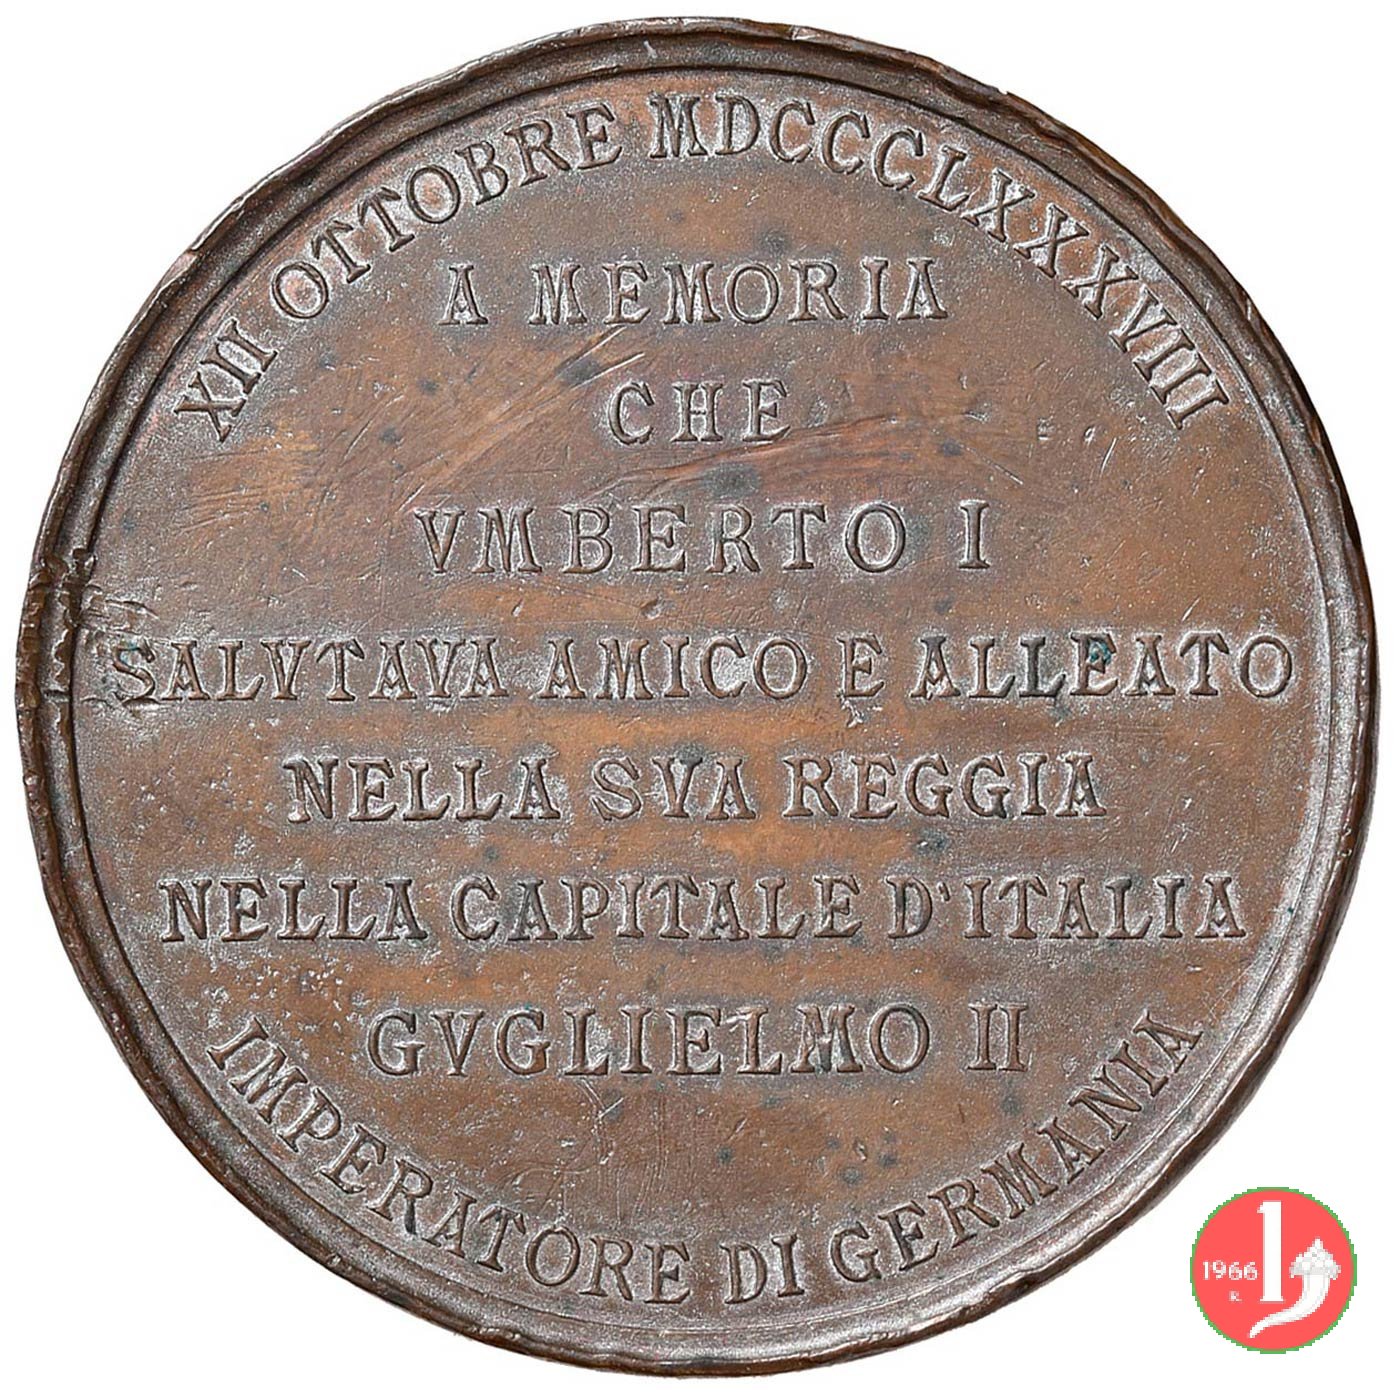 XII OTTOBRE MDCCCLXXXVIII
A MEMORIA
CHE
VMBERTO I
SALVTAVA AMICO E ALLEATO
NELLA SVA REGGIA
NELLA CAPITALE D'ITALIA
GVGLIELMO II
IMPERATORE DI GERMANIA
1966
R
1